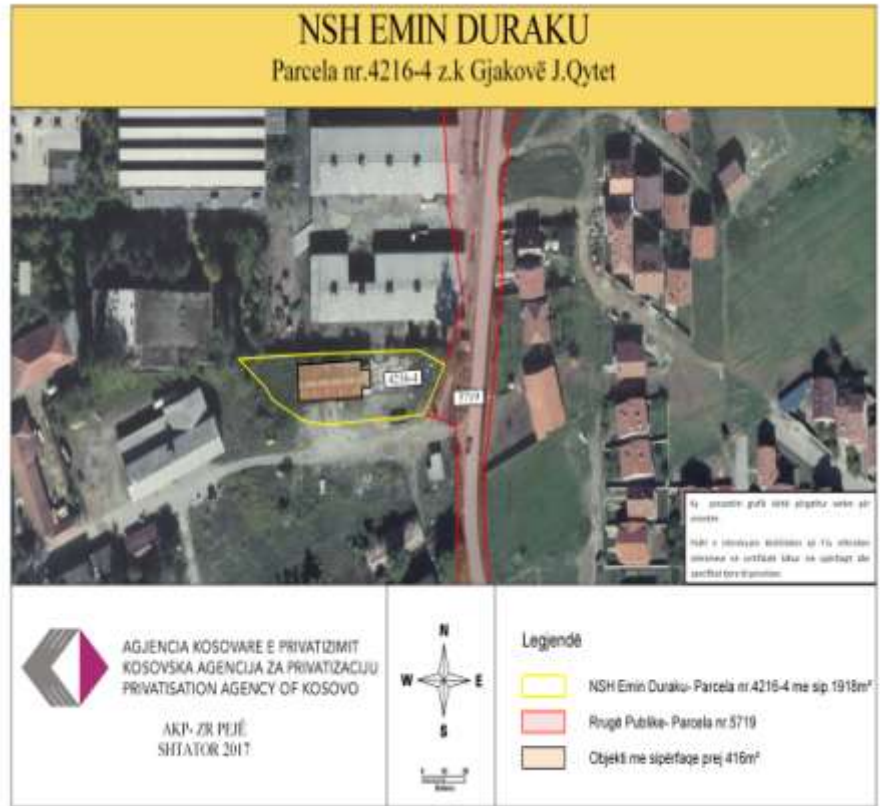 NSH EMIN DURAKU
Parcela nr.4216-4 z.k Gjakovë J.Qytet
4216-4
5719
AGJENCIA KOSOVARE E PRIVATIZIMIT
KOSOVSKA AGENCIJA ZA PRIVATIZACIJU
PRIVATISATION AGENCY OF KOSOVO
AKP- ZR PEJË
SHTATOR 2017
N
W
E
S
Legjendë
NSH Emin Duraku- Parcela nr.4216-4 me sip.1918m²
Rrugë Publike- Parcela nr.5719
Objekti me sipërfaqe prej 416m²